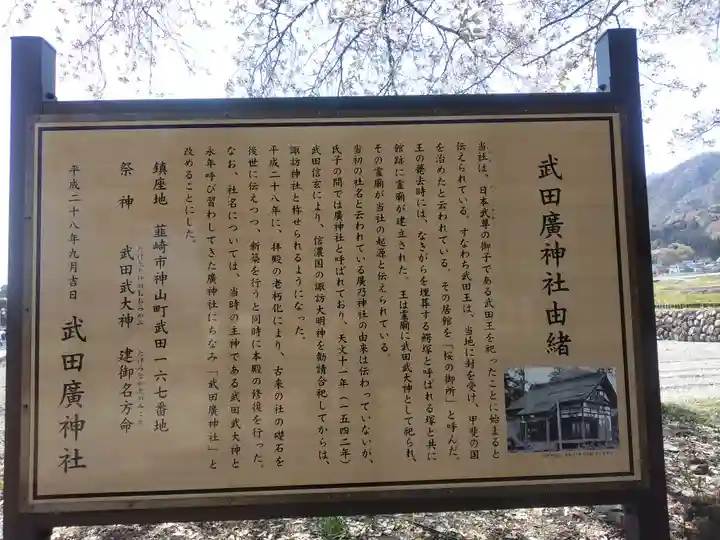 武田廣神社由緒
当社は、日本武尊の御子である武田王を祀ったことに始まると
伝えられている。すなわち武田王は、当地に封を受け、甲斐の国
を治めたと云われている。その居館を「桜の御所」と呼んだ。
王の薨去時には、なきがらを埋葬する鰐塚と呼ばれる塚と共に
館跡に霊廟が建立された。王は霊廟に武田武大神として祀られ、
その霊廟が当社の起源と伝えられている。
当初の社名と云われている廣乃神社の由来は伝わっていないが、
氏子の間では廣神社と呼ばれており、天文十一年(一五四二年)
武田信玄により、信濃国の諏訪大明神を勧請合祀してからは、
諏訪神社と称せられるようになった。
平成二十八年に、拝殿の老朽化により、古来の社の礎石を
後世に伝えつつ、新築を行うと同時に本殿の修復を行った。
なお、社名については、当時の主神である武田武大神と
永年呼び習わしてきた廣神社にちなみ「武田廣神社」と
改めることにした。
鎮座地 韮崎市神山町武田一六七番地
祭神 武田武大神 建御名方命
たけみなかたのみこと
平成二十八年九月吉日 武田廣神社